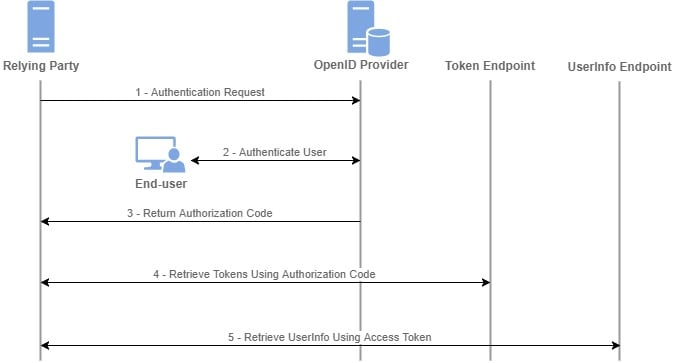 Relying Party
OpenID Provider
Token Endpoint
UserInfo Endpoint
1 - Authentication Request
2 - Authenticate User
End-user
3 - Return Authorization Code
4 - Retrieve Tokens Using Authorization Code
5 - Retrieve UserInfo Using Access Token